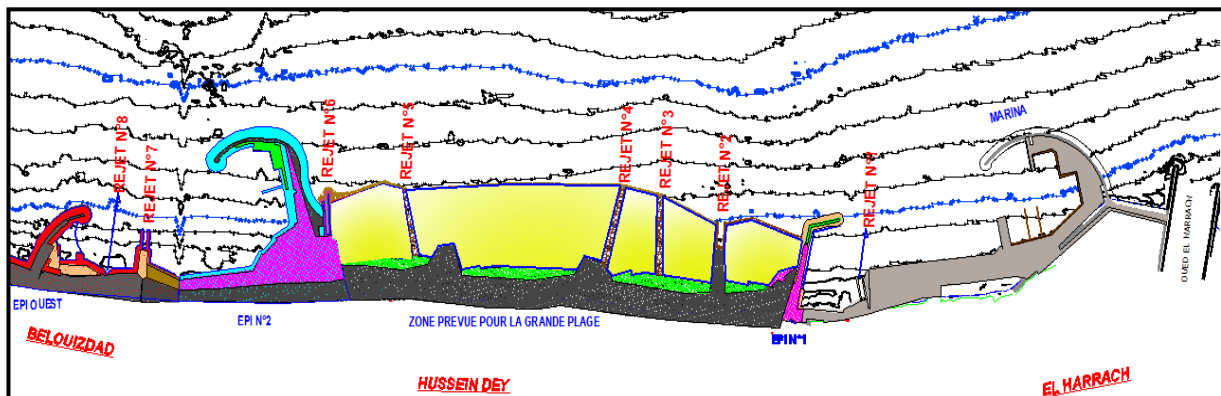 REJET N°8
REJET N°7
REJET N°6
REJET N°5
REJET N°4
REJET N°3
REJET N°2
REJET N°1
MARINA
OUED EL HARRACH
EPI OUEST
EPI N°2
ZONE PREVUE POUR LA GRANDE PLAGE
EPI N°1
BELOUIZDAD
HUSSEIN DEY
EL HARRACH